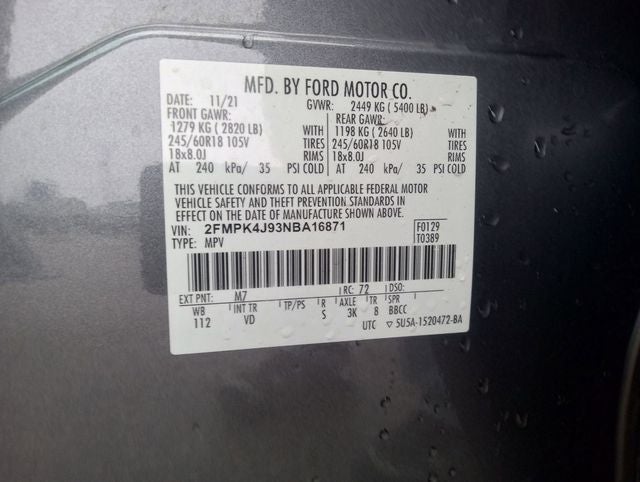 MFD. BY FORD MOTOR CO.
DATE: 11/21 GVWR: 2449 KG ( 5400 LB)
FRONT GAWR: REAR GAWR:
1279 KG ( 2820 LB) WITH 1198 KG ( 2640 LB) WITH
245/60R18 105V TIRES 245/60R18 105V TIRES
18x8.0J RIMS 18x8.0J RIMS
AT 240 kPa/ 35 PSI COLD AT 240 kPa/ 35 PSI COLD
THIS VEHICLE CONFORMS TO ALL APPLICABLE FEDERAL MOTOR
VEHICLE SAFETY AND THEFT PREVENTION STANDARDS IN
EFFECT ON THE DATE OF MANUFACTURE SHOWN ABOVE.
VIN: 2FMPK4J93NBA16871 F0129
TYPE: MPV T0389
EXT PNT: M7 RC: 72 DSO:
WB INT TR TP/PS R AXLE TR SPR
112 VD S 3K 8 BBCC
UTC 5U5A-1520472-BA